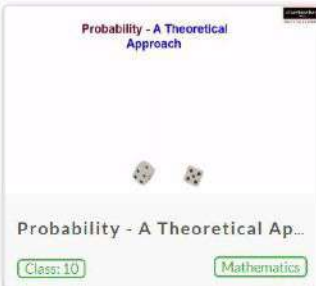 Probability - A Theoretical
Approach
Probability - A Theoretical Ap...
Class: 10
Mathematics